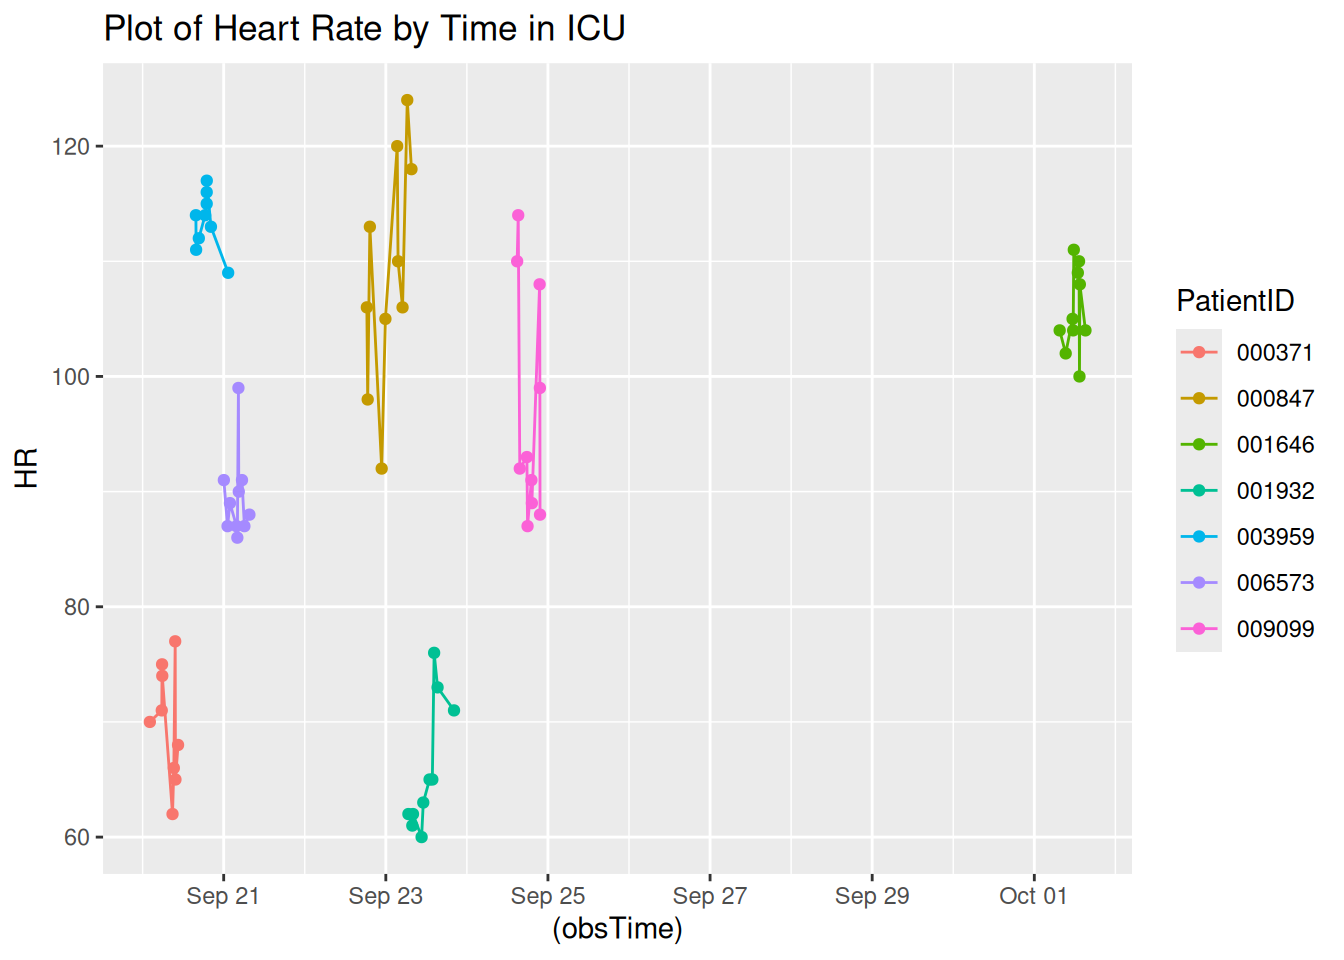 Plot of Heart Rate by Time in ICU
HR
120
100
80
60
Sep 21
Sep 23
Sep 25
Sep 27
Sep 29
Oct 01
(obsTime)
PatientID
000371
000847
001646
001932
003959
006573
009099